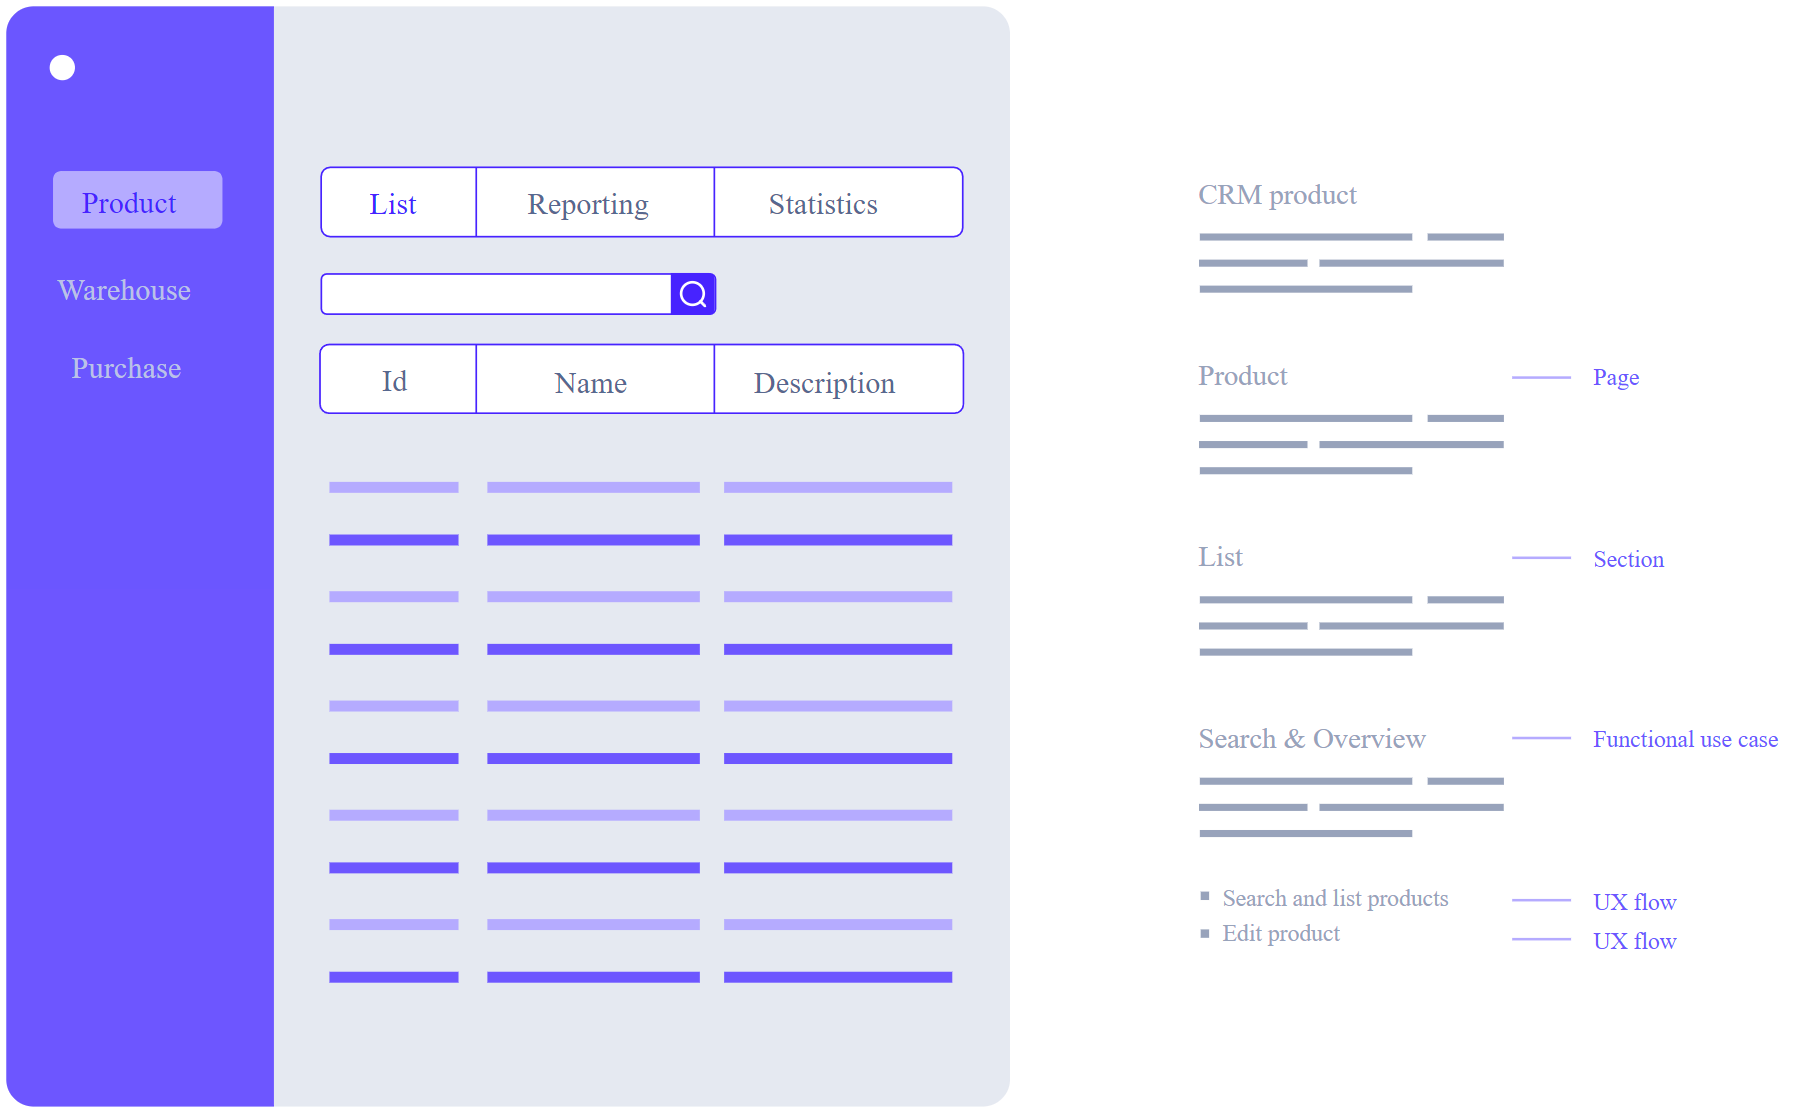 Product
Warehouse
Purchase
List
Reporting
Statistics
Id
Name
Description
CRM product
Product
Page
List
Section
Search & Overview
Functional use case
Search and list products
UX flow
Edit product
UX flow